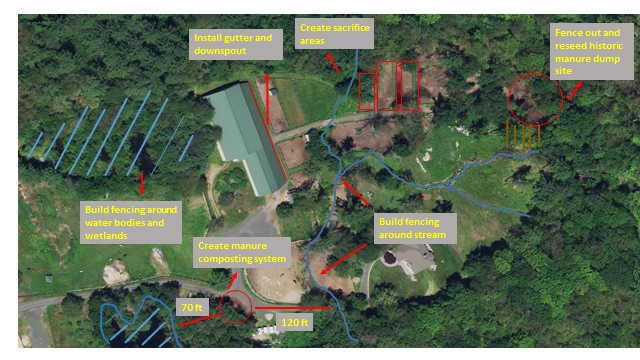 Create sacrifice
areas
Install gutter and
downspout
Fence out and
reseed historic
manure dump
site
Build fencing around
water bodies and
wetlands
Build fencing
around stream
Create manure
composting system
70 ft
120 ft